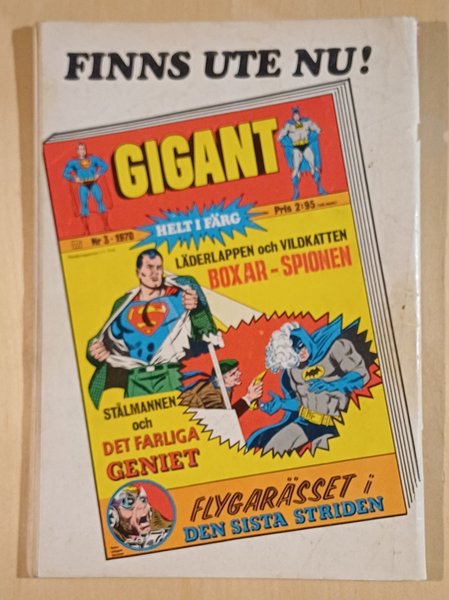 FINNS UTE NU!
GIGANT
Nr 3 - 1970
HELT I FÄRG
Pris 2:95
LÄDERLAPPEN och VILDKATTEN
BOXAR-SPIONEN
STÅLMANNEN
och
DET FARLIGA
GENIET
FLYGARÄSSET i
DEN SISTA STRIDEN